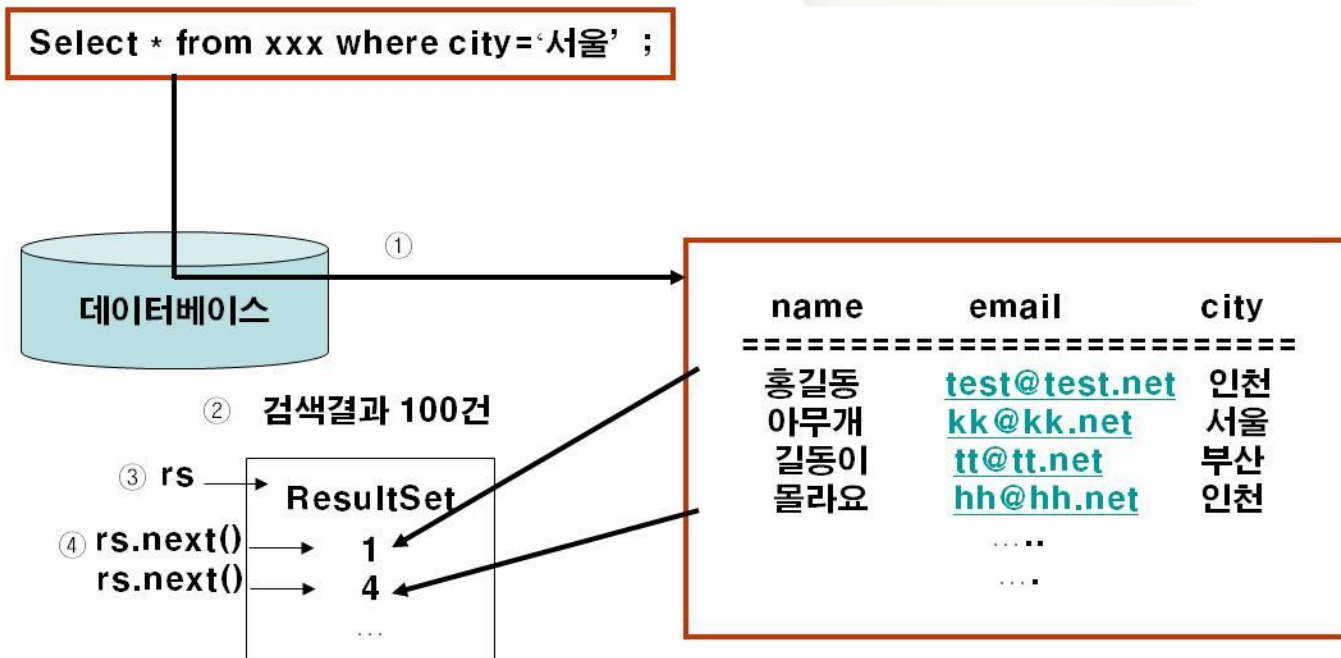 Select * from xxx where city=‘서울’ ;
①
데이터베이스
② 검색결과 100건
③ rs
ResultSet
④ rs.next()
1
rs.next()
4
...
name email city
==========================
홍길동 test@test.net 인천
아무개 kk@kk.net 서울
길동이 tt@tt.net 부산
몰라요 hh@hh.net 인천
.....
....